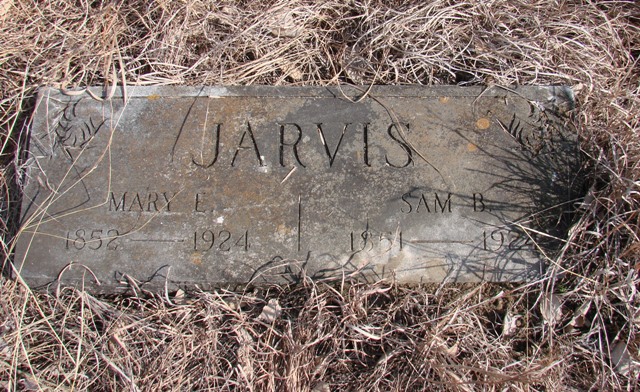 JARVIS
MARY E. SAM B.
1852 — 1924 1851 —